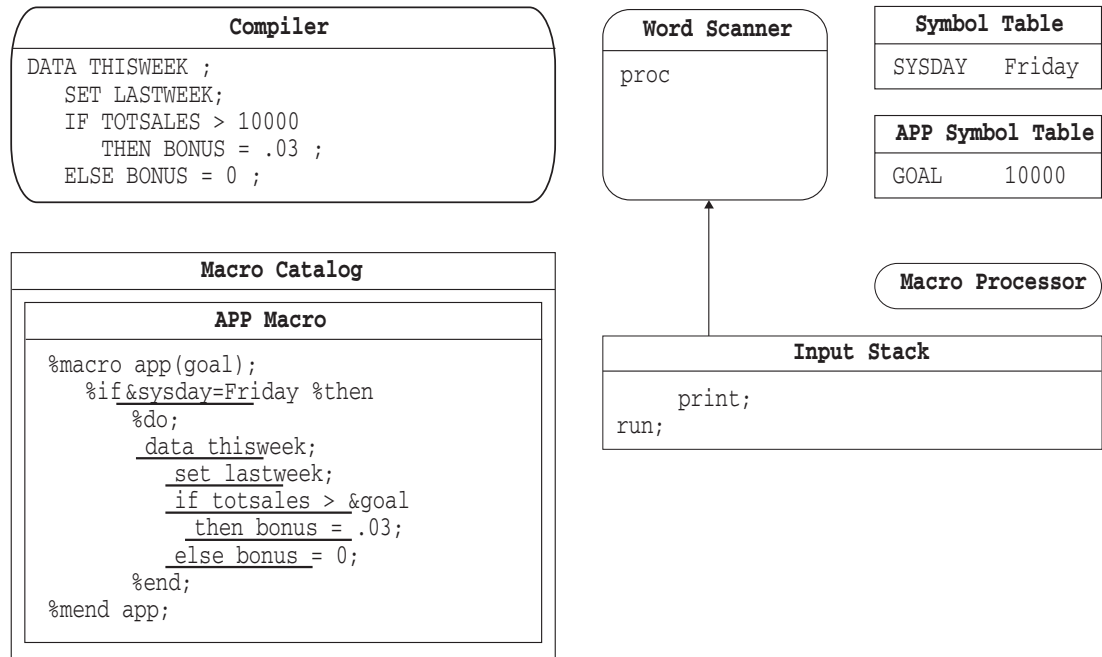 Compiler
DATA THISWEEK ;
SET LASTWEEK;
IF TOTSALES > 10000
THEN BONUS = .03 ;
ELSE BONUS = 0 ;
Word Scanner
proc
Symbol Table
SYSDAY Friday
APP Symbol Table
GOAL 10000
Macro Catalog
APP Macro
%macro app(goal);
%if &sysday=Friday %then
%do;
data thisweek;
set lastweek;
if totsales > &goal
then bonus = .03;
else bonus = 0;
%end;
%mend app;
Macro Processor
Input Stack
print;
run;